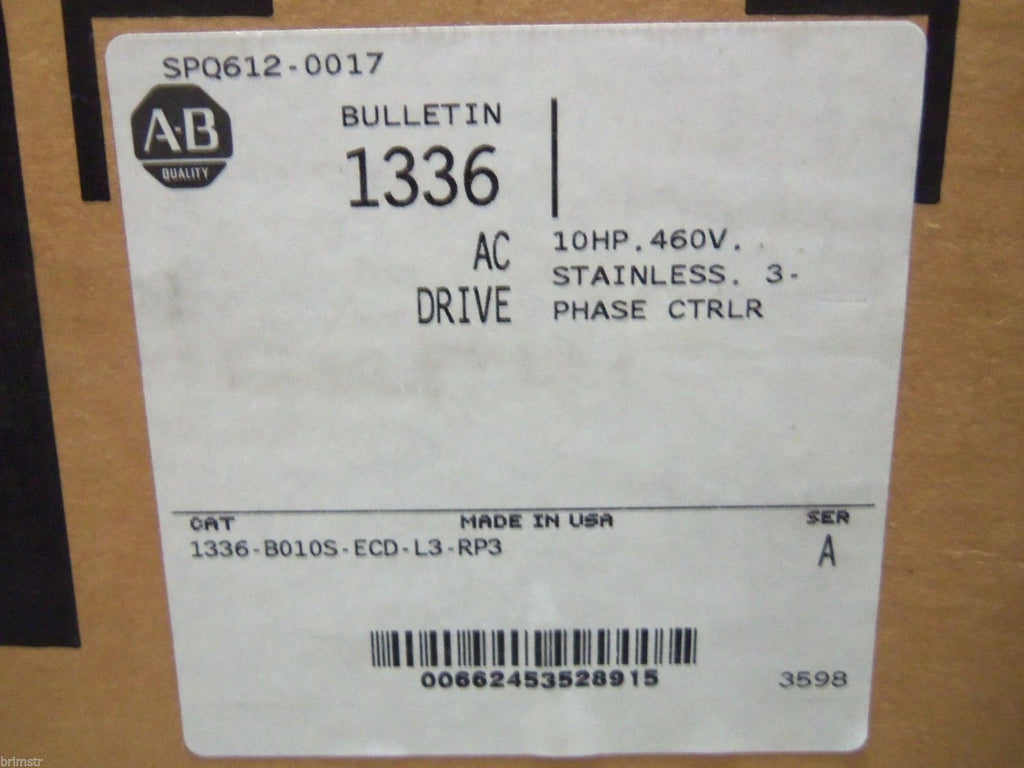 SPQ612-0017
A-B
QUALITY
BULLETIN
1336
AC
DRIVE
10HP.460V.
STAINLESS. 3-
PHASE CTRLR
CAT MADE IN USA SER
1336-B010S-ECD-L3-RP3 A
00662453528915
3598
brimstr